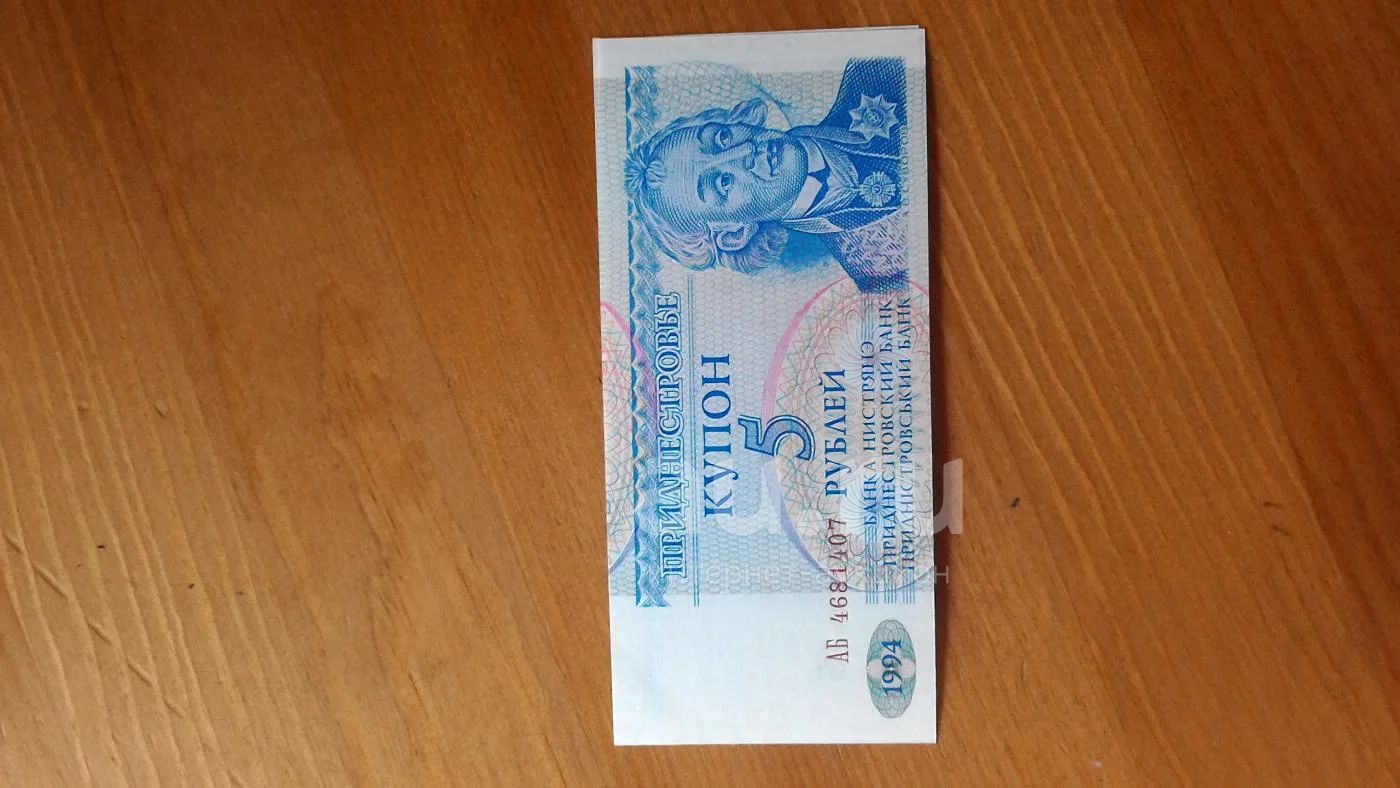 ПРИДНЕСТРОВЬЕ
КУПОН
5
РУБЛЕЙ
АБ 4681407
БАНКА НИСТРЯНЭ
ПРИДНЕСТРОВСКИЙ БАНК
ПРИДНІСТРОВСЬКИЙ БАНК
1994